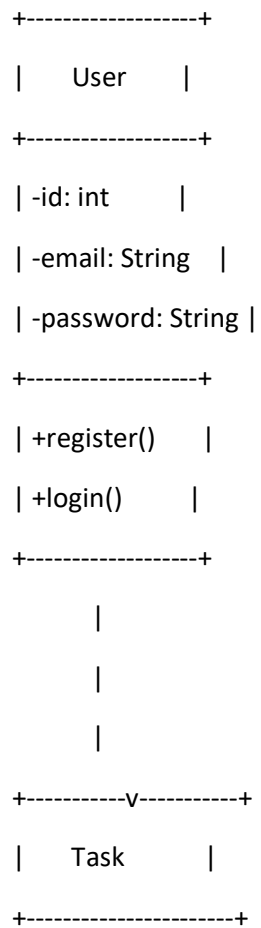 +-------------------+
|      User       |
+-------------------+
| -id: int         |
| -email: String   |
| -password: String |
+-------------------+
| +register()      |
| +login()         |
+-------------------+
|
|
|
+-----------v-----------+
|      Task          |
+-----------------------+